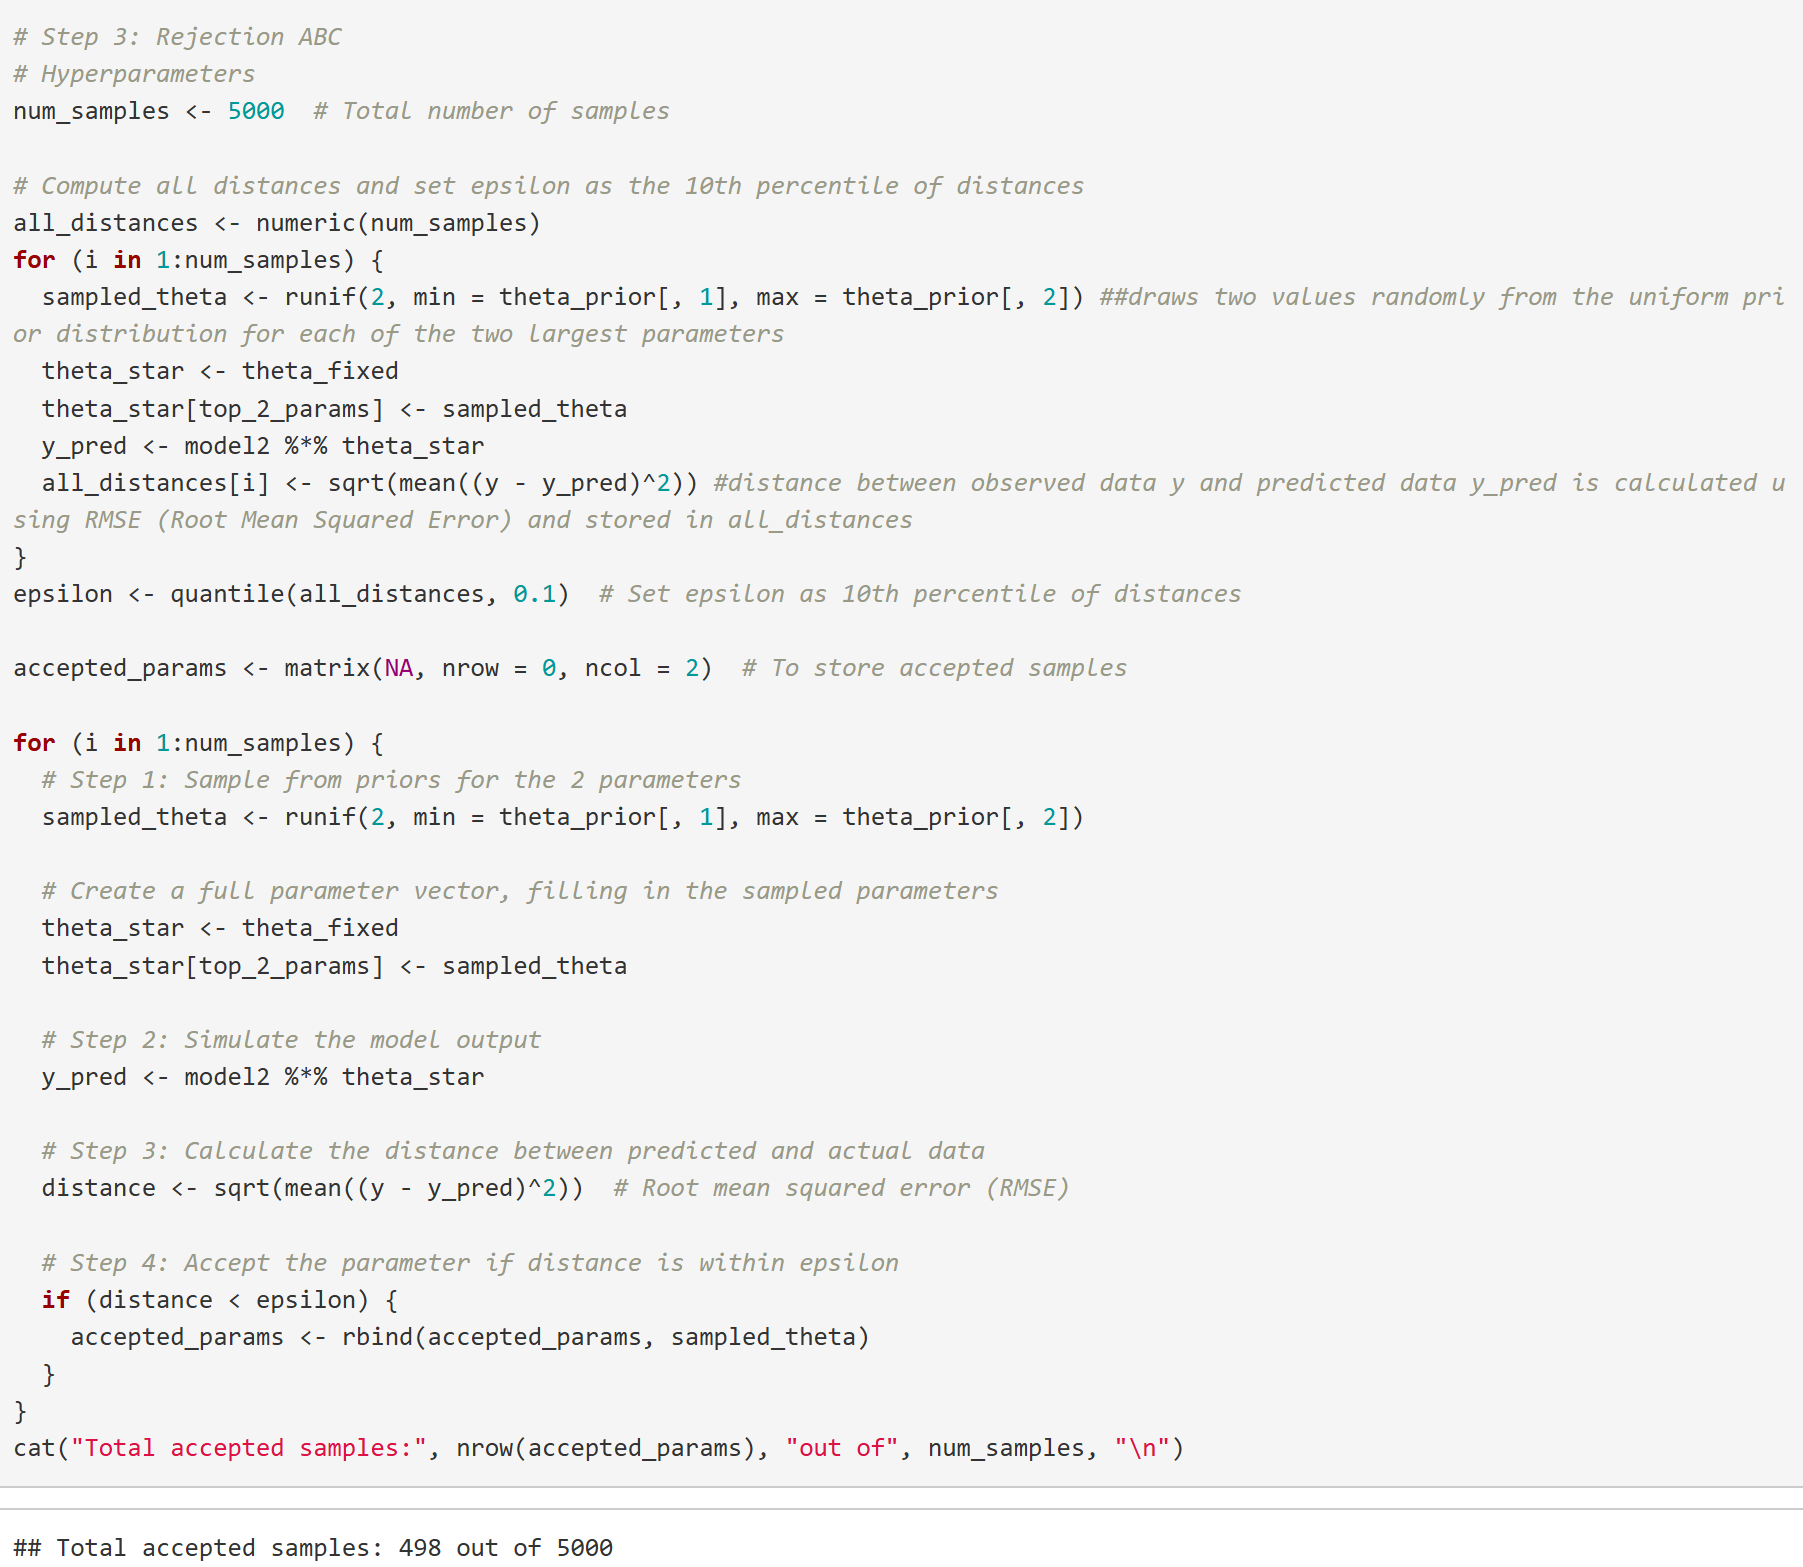 # Step 3: Rejection ABC
# Hyperparameters
num_samples <- 5000  # Total number of samples

# Compute all distances and set epsilon as the 10th percentile of distances
all_distances <- numeric(num_samples)
for (i in 1:num_samples) {
  sampled_theta <- runif(2, min = theta_prior[, 1], max = theta_prior[, 2]) ##draws two values randomly from the uniform pri
or distribution for each of the two largest parameters
  theta_star <- theta_fixed
  theta_star[top_2_params] <- sampled_theta
  y_pred <- model2 %*% theta_star
  all_distances[i] <- sqrt(mean((y - y_pred)^2)) #distance between observed data y and predicted data y_pred is calculated u
sing RMSE (Root Mean Squared Error) and stored in all_distances
}
epsilon <- quantile(all_distances, 0.1)  # Set epsilon as 10th percentile of distances

accepted_params <- matrix(NA, nrow = 0, ncol = 2)  # To store accepted samples

for (i in 1:num_samples) {
  # Step 1: Sample from priors for the 2 parameters
  sampled_theta <- runif(2, min = theta_prior[, 1], max = theta_prior[, 2])

  # Create a full parameter vector, filling in the sampled parameters
  theta_star <- theta_fixed
  theta_star[top_2_params] <- sampled_theta

  # Step 2: Simulate the model output
  y_pred <- model2 %*% theta_star

  # Step 3: Calculate the distance between predicted and actual data
  distance <- sqrt(mean((y - y_pred)^2))  # Root mean squared error (RMSE)

  # Step 4: Accept the parameter if distance is within epsilon
  if (distance < epsilon) {
    accepted_params <- rbind(accepted_params, sampled_theta)
  }
}
cat("Total accepted samples:", nrow(accepted_params), "out of", num_samples, "\n")
## Total accepted samples: 498 out of 5000